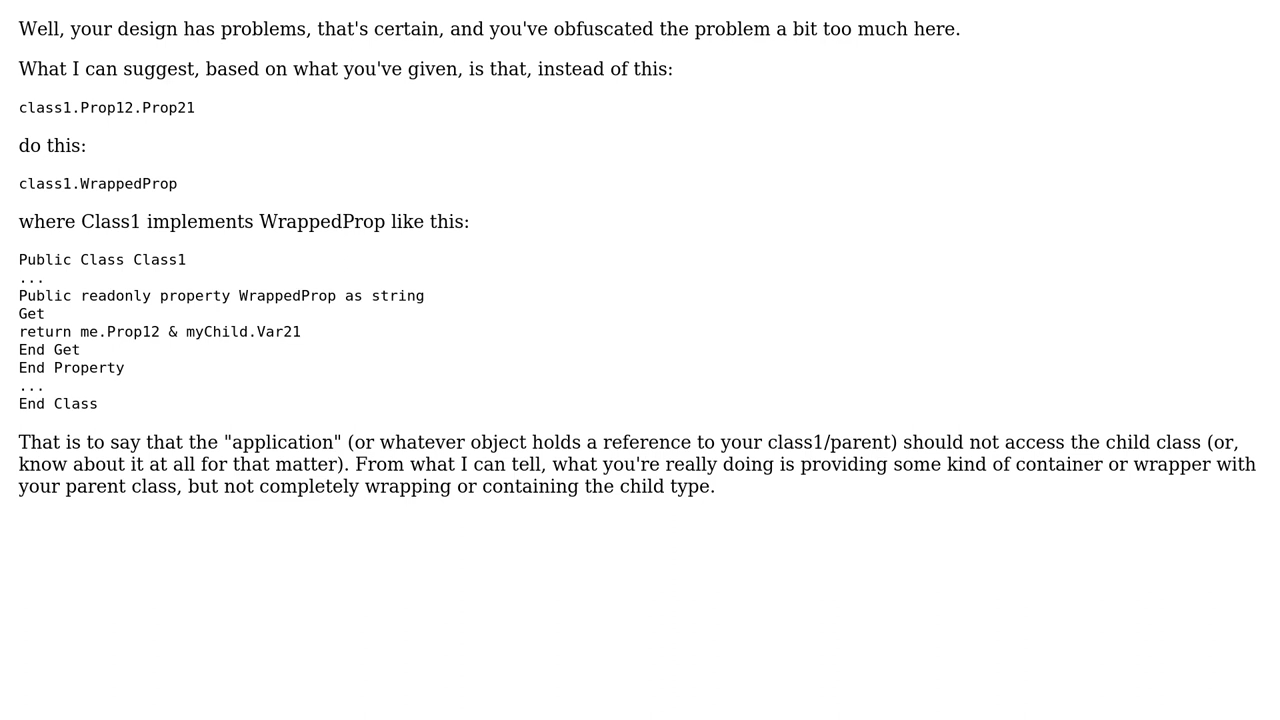 Well, your design has problems, that's certain, and you've obfuscated the problem a bit too much here.
What I can suggest, based on what you've given, is that, instead of this:
class1.Prop12.Prop21
do this:
class1.WrappedProp
where Class1 implements WrappedProp like this:
Public Class Class1
...
Public readonly property WrappedProp as string
Get
return me.Prop12 & myChild.Var21
End Get
End Property
...
End Class
That is to say that the "application" (or whatever object holds a reference to your class1/parent) should not access the child class (or,
know about it at all for that matter). From what I can tell, what you're really doing is providing some kind of container or wrapper with
your parent class, but not completely wrapping or containing the child type.